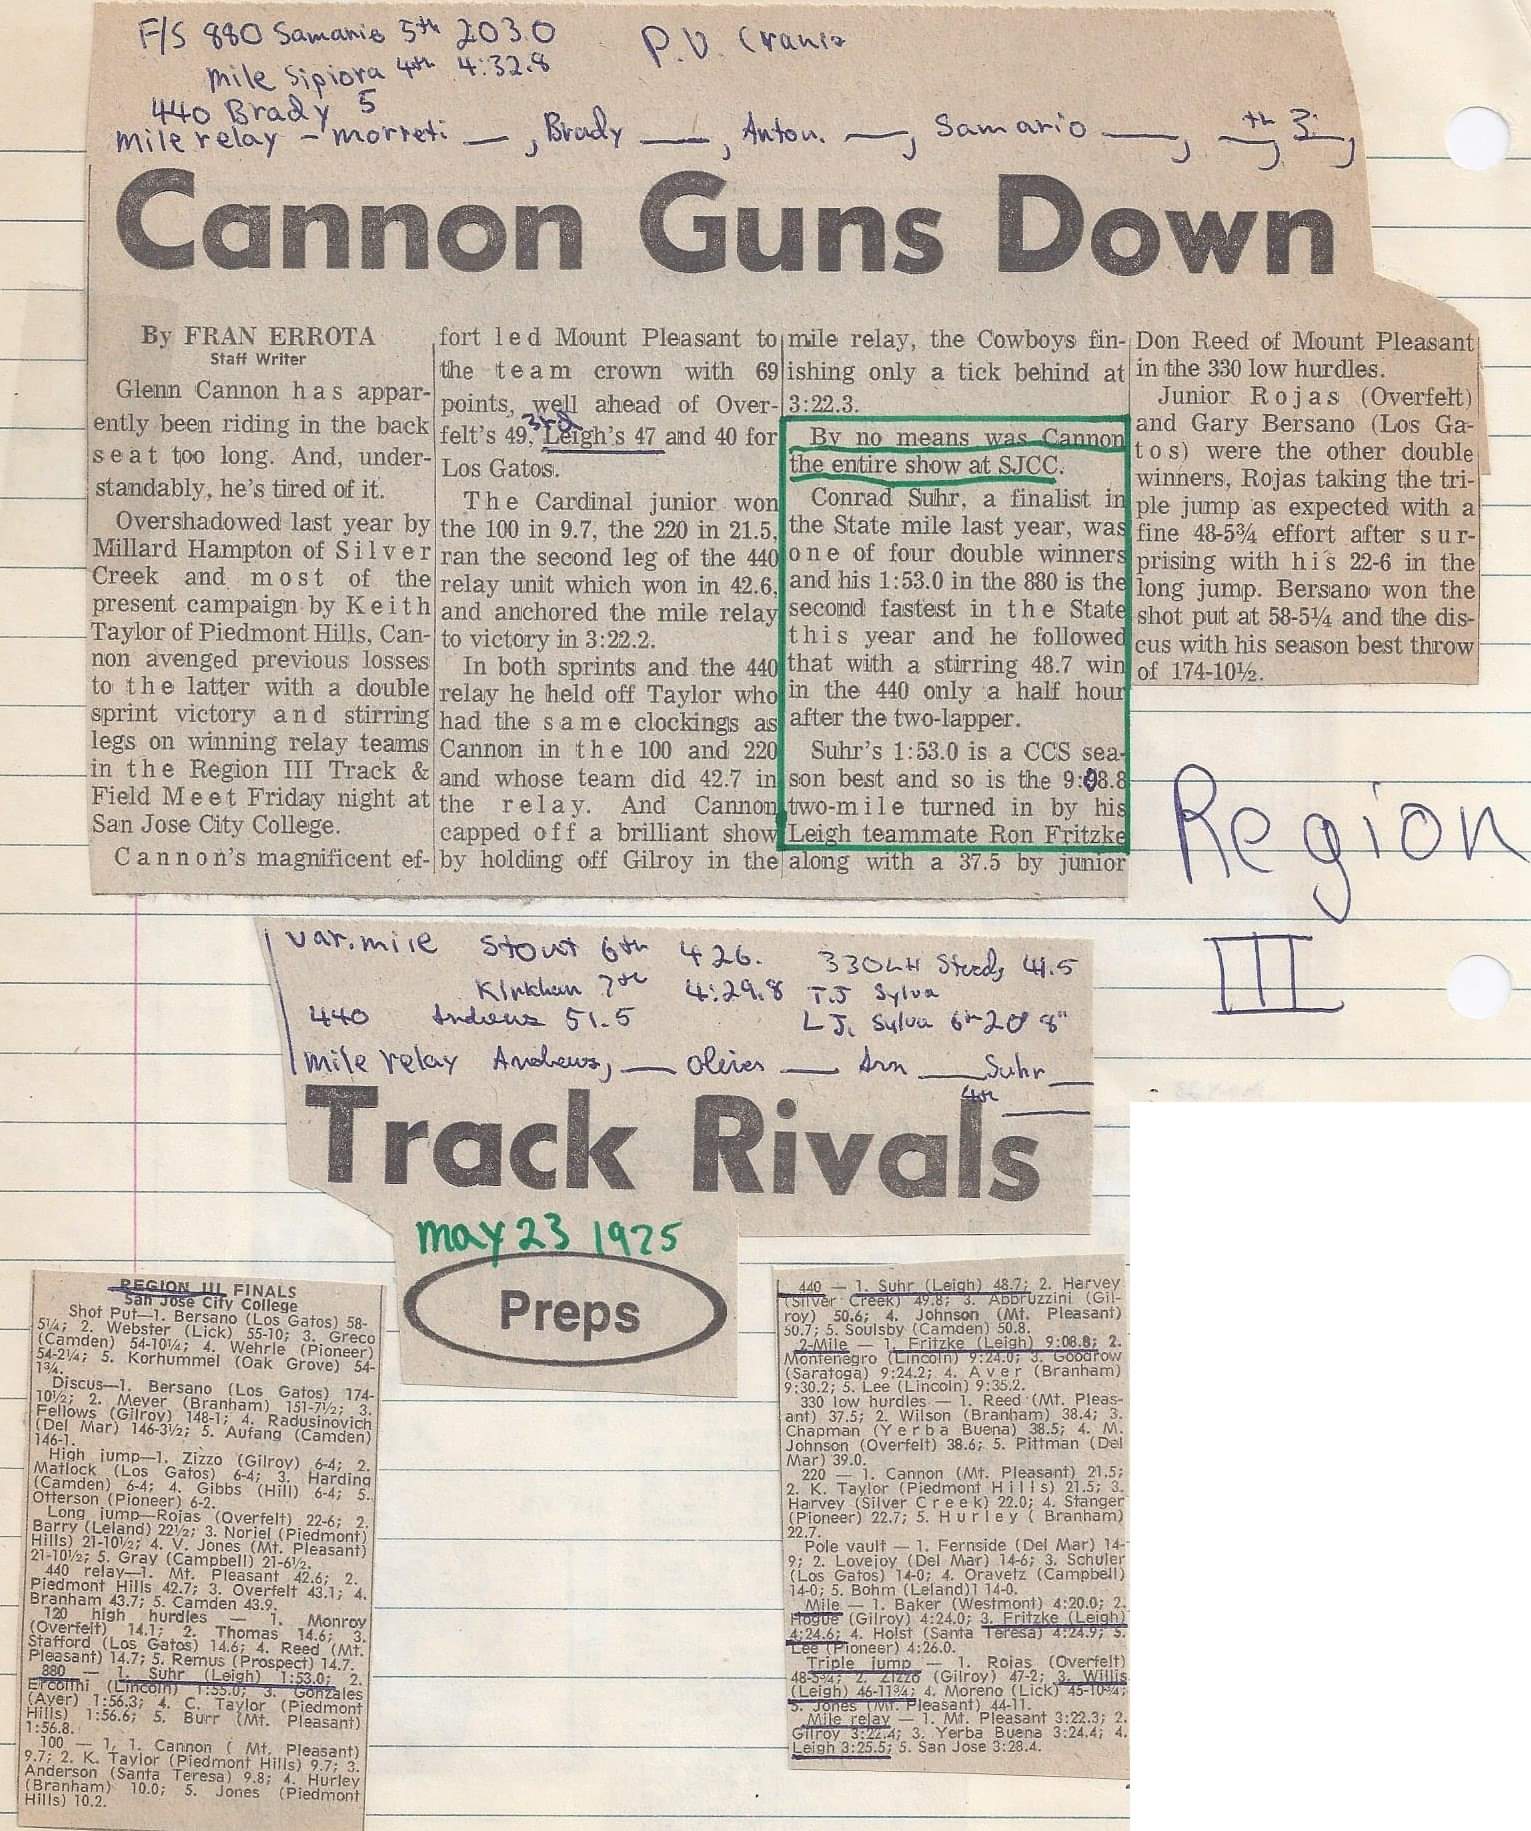 F/S 880 Samario 5th 2:03.0
P.V.
mile Sipiora 4th 4:32.8
440 Brady 5
mile relay - morreti __, Brady __, Anton. __, Samario __, __th 3:__,
Cannon Guns Down
By FRAN ERROTA
Staff Writer
Glenn Cannon has appar-
ently been riding in the back
seat too long. And, under-
standably, he's tired of it.
Overshadowed last year by
Millard Hampton of Silver
Creek and most of the
present campaign by Keith
Taylor of Piedmont Hills, Can-
non avenged previous losses
to the latter with a double
sprint victory and stirring
legs on winning relay teams
in the Region III Track &
Field Meet Friday night at
San Jose City College.
Cannon's magnificent ef-
fort led Mount Pleasant to
the team crown with 69
points, well ahead of Over-
3rd
felt's 49, Leigh's 47 and 40 for
Los Gatos.
The Cardinal junior won
the 100 in 9.7, the 220 in 21.5,
ran the second leg of the 440
relay unit which won in 42.6,
and anchored the mile relay
to victory in 3:22.2.
In both sprints and the 440
relay he held off Taylor who
had the same clockings as
Cannon in the 100 and 220
and whose team did 42.7 in
the relay. And Cannon
capped off a brilliant show
by holding off Gilroy in the
mile relay, the Cowboys fin-
ishing only a tick behind at
3:22.3.
By no means was Cannon
the entire show at SJCC.
Conrad Suhr, a finalist in
the State mile last year, was
one of four double winners
and his 1:53.0 in the 880 is the
second fastest in the State
this year and he followed
that with a stirring 48.7 win
in the 440 only a half hour
after the two-lapper.
Suhr's 1:53.0 is a CCS sea-
son best and so is the 9:08.8
two-mile turned in by his
Leigh teammate Ron Fritzke
along with a 37.5 by junior
Don Reed of Mount Pleasant
in the 330 low hurdles.
Junior Rojas (Overfelt)
and Gary Bersano (Los Ga-
tos) were the other double
winners, Rojas taking the tri-
ple jump as expected with a
fine 48-5¾ effort after sur-
prising with his 22-6 in the
long jump. Bersano won the
shot put at 58-5¼ and the dis-
cus with his season best throw
of 174-10½.
Region
III
var. mile Stout 6th 426.
Kirkham 7th 4:29.8
440 Andrews 51.5
330LH Steedy 41.5
T.J Sylva
L J. Sylva 6th 20' 8"
mile relay Andrews, __ Olivier __ Arn __ Suhr __
4th __
Track Rivals
may 23 1975
Preps
REGION III FINALS
San Jose City College
Shot Put—1. Bersano (Los Gatos) 58-
5¼; 2. Webster (Lick) 55-10; 3. Greco
(Camden) 54-10¼; 4. Wehrle (Pioneer)
54-2¼; 5. Korhummel (Oak Grove) 54-
1¾.
Discus—1. Bersano (Los Gatos) 174-
10½; 2. Meyer (Branham) 151-7½; 3.
Fellows (Gilroy) 148-1; 4. Radusinovich
(Del Mar) 146-3½; 5. Aufang (Camden)
146-1.
High jump—1. Zizzo (Gilroy) 6-4; 2.
Matlock (Los Gatos) 6-4; 3. Harding
(Camden) 6-4; 4. Gibbs (Hill) 6-4; 5.
Otterson (Pioneer) 6-2.
Long jump—Rojas (Overfelt) 22-6; 2.
Barry (Leland) 22½; 3. Noriel (Piedmont
Hills) 21-10½; 4. V. Jones (Mt. Pleasant)
21-10½; 5. Gray (Campbell) 21-6½.
440 relay—1. Mt. Pleasant 42.6; 2.
Piedmont Hills 42.7; 3. Overfelt 43.1; 4.
Branham 43.7; 5. Camden 43.9.
120 high hurdles — 1. Monroy
(Overfelt) 14.1; 2. Thomas 14.6; 3.
Stafford (Los Gatos) 14.6; 4. Reed (Mt.
Pleasant) 14.7; 5. Remus (Prospect) 14.7.
880 — 1. Suhr (Leigh) 1:53.0; 2.
Ercolini (Lincoln) 1:55.0; 3. Gonzales
(Ayer) 1:56.3; 4. C. Taylor (Piedmont
Hills) 1:56.6; 5. Burr (Mt. Pleasant)
1:56.8.
100 — 1, 1. Cannon ( Mt. Pleasant)
9.7; 2. K. Taylor (Piedmont Hills) 9.7; 3.
Anderson (Santa Teresa) 9.8; 4. Hurley
(Branham) 10.0; 5. Jones (Piedmont
Hills) 10.2.
440 — 1. Suhr (Leigh) 48.7; 2. Harvey
(Silver Creek) 49.8; 3. Abbruzzini (Gil-
roy) 50.6; 4. Johnson (Mt. Pleasant)
50.7; 5. Soulsby (Camden) 50.8.
2-Mile — 1. Fritzke (Leigh) 9:08.8; 2.
Montenegro (Lincoln) 9:24.0; 3. Goodrow
(Saratoga) 9:24.2; 4. Aver (Branham)
9:30.2; 5. Lee (Lincoln) 9:35.2.
330 low hurdles — 1. Reed (Mt. Pleas-
ant) 37.5; 2. Wilson (Branham) 38.4; 3.
Chapman (Yerba Buena) 38.5; 4. M.
Johnson (Overfelt) 38.6; 5. Pittman (Del
Mar) 39.0.
220 — 1. Cannon (Mt. Pleasant) 21.5;
2. K. Taylor (Piedmont Hills) 21.5; 3.
Harvey (Silver Creek) 22.0; 4. Stanger
(Pioneer) 22.7; 5. Hurley ( Branham)
22.7.
Pole vault — 1. Fernside (Del Mar) 14-
9; 2. Lovejoy (Del Mar) 14-6; 3. Schuler
(Los Gatos) 14-0; 4. Oravetz (Campbell)
14-0; 5. Bohm (Leland)1 14-0.
Mile — 1. Baker (Westmont) 4:20.0; 2.
Hogue (Gilroy) 4:24.0; 3. Fritzke (Leigh)
4:24.6; 4. Holst (Santa Teresa) 4:24.9; 5.
Lee (Pioneer) 4:26.0.
Triple jump — 1. Rojas (Overfelt)
48-5¾; 2. Zizzo (Gilroy) 47-2; 3. Willis
(Leigh) 46-11¾; 4. Moreno (Lick) 45-10¾;
5. Jones (Mt. Pleasant) 44-11.
Mile relay — 1. Mt. Pleasant 3:22.3; 2.
Gilroy 3:22.4; 3. Yerba Buena 3:24.4; 4.
Leigh 3:25.5; 5. San Jose 3:28.4.